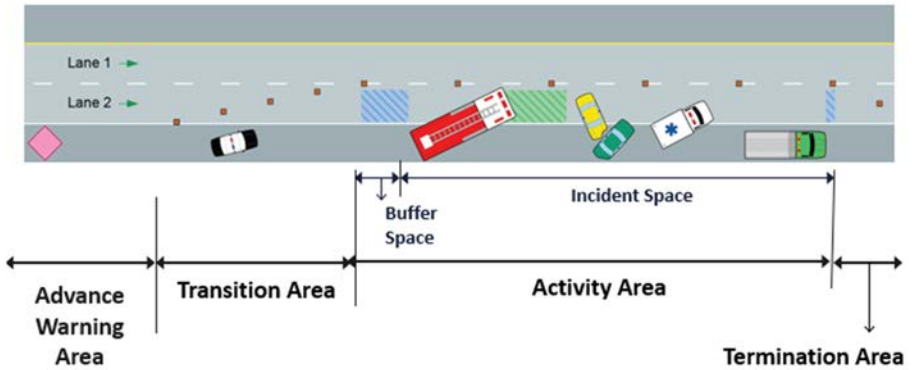 Lane 1
Lane 2
Buffer
Space
Incident Space
Advance
Warning
Area
Transition Area
Activity Area
Termination Area